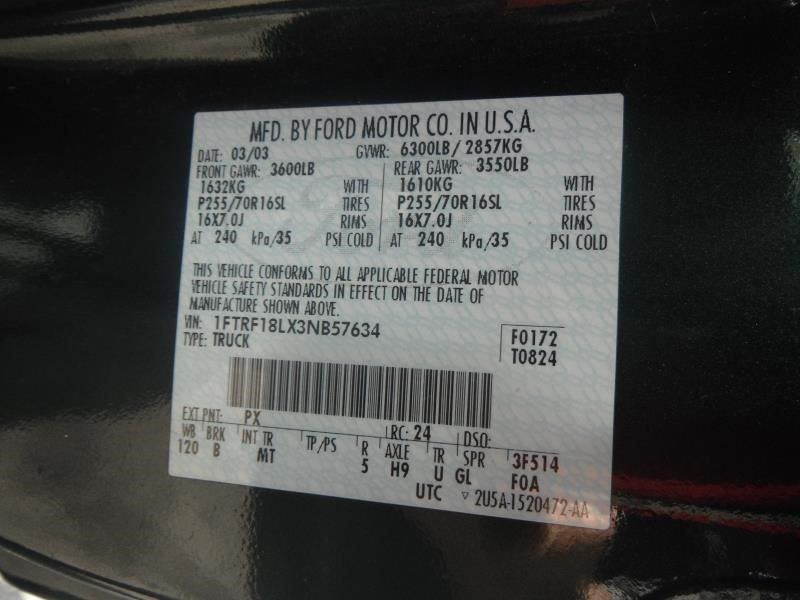 MFD. BY FORD MOTOR CO. IN U.S.A.
DATE: 03/03 GVWR: 6300LB/ 2857KG
FRONT GAWR: 3600LB REAR GAWR: 3550LB
1632KG WITH 1610KG WITH
P255/70R16SL TIRES P255/70R16SL TIRES
16X7.0J RIMS 16X7.0J RIMS
AT 240 kPa/35 PSI COLD AT 240 kPa/35 PSI COLD
THIS VEHICLE CONFORMS TO ALL APPLICABLE FEDERAL MOTOR
VEHICLE SAFETY STANDARDS IN EFFECT ON THE DATE OF
MANUFACTURE SHOWN ABOVE.
VIN: 1FTRF18LX3NB57634 F0172
TYPE: TRUCK T0824
EXT PNT: PX RC: 24 DSO:
WB BRK INT TR TP/PS R AXLE TR SPR 3F514
120 B MT 5 H9 U GL F0A
UTC ▽ 2U5A-1520472-AA